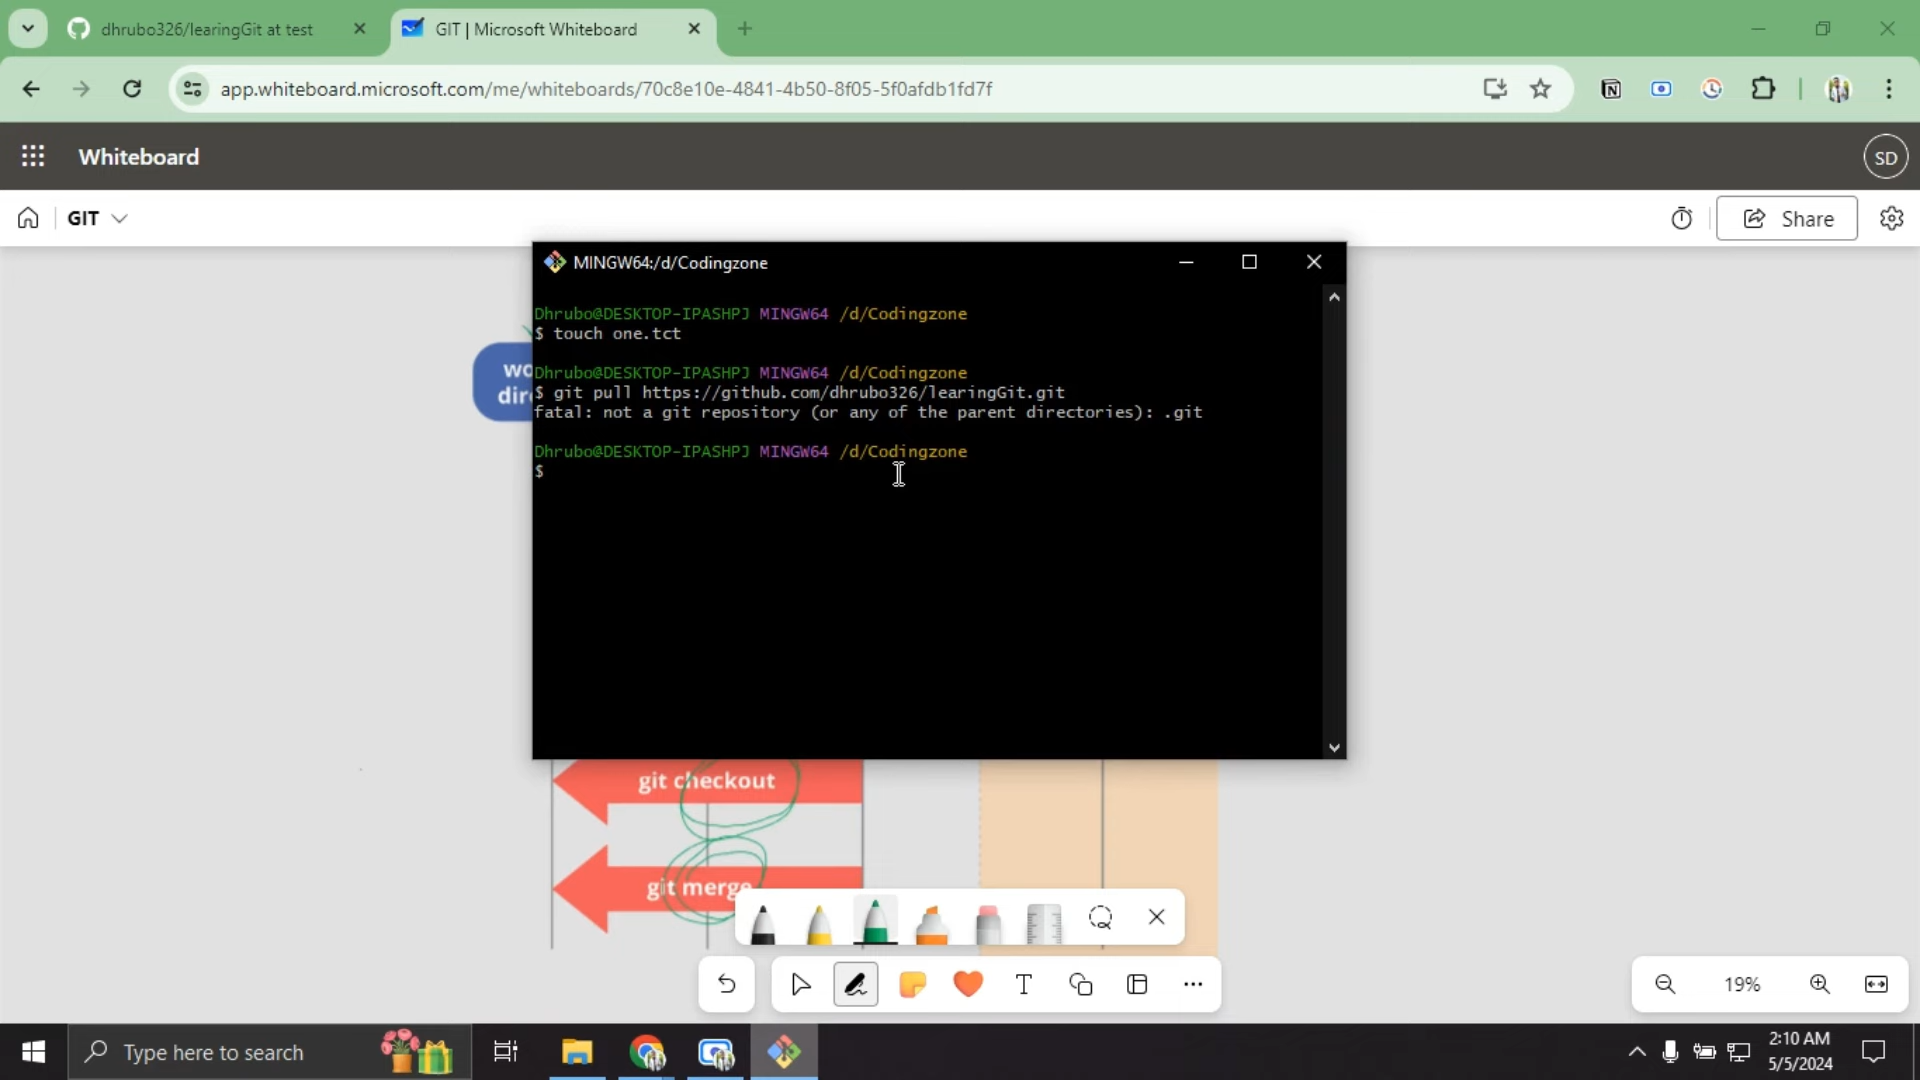 dhrubo326/learingGit at test
GIT | Microsoft Whiteboard
app.whiteboard.microsoft.com/me/whiteboards/70c8e10e-4841-4b50-8f05-5f0afdb1fd7f
Whiteboard
SD
GIT
Share
MINGW64:/d/Codingzone
Dhrubo@DESKTOP-IPASHPJ MINGW64 /d/Codingzone
$ touch one.tct
Dhrubo@DESKTOP-IPASHPJ MINGW64 /d/Codingzone
$ git pull https://github.com/dhrubo326/learingGit.git
fatal: not a git repository (or any of the parent directories): .git
Dhrubo@DESKTOP-IPASHPJ MINGW64 /d/Codingzone
$
wo
dire
git checkout
git merge
19%
Type here to search
2:10 AM
5/5/2024